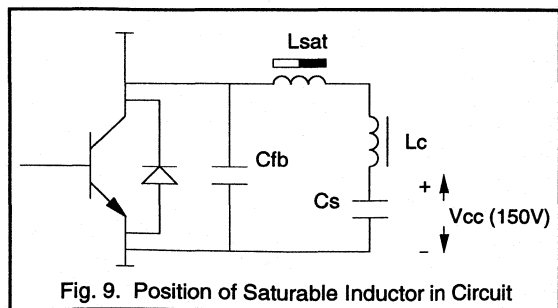 Lsat
Lc
Cfb
Cs
+
Vcc (150V)
–
Fig. 9. Position of Saturable Inductor in Circuit